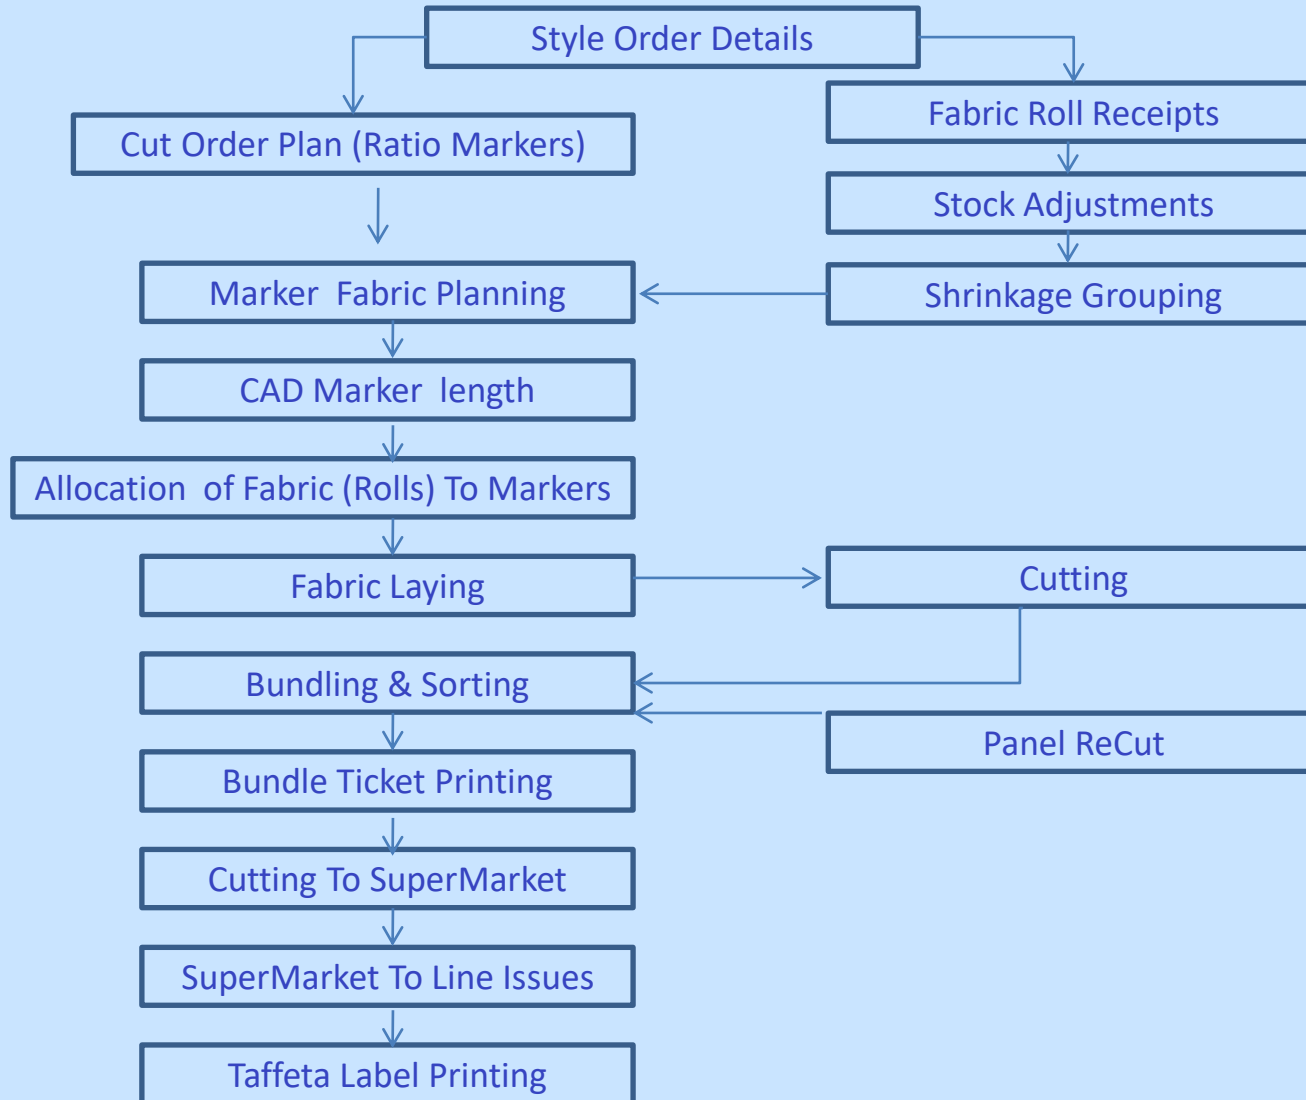 Style Order Details
Cut Order Plan (Ratio Markers)
Fabric Roll Receipts
Stock Adjustments
Marker  Fabric Planning
Shrinkage Grouping
CAD Marker  length
Allocation  of Fabric (Rolls) To Markers
Fabric Laying
Cutting
Bundling & Sorting
Panel ReCut
Bundle Ticket Printing
Cutting To SuperMarket
SuperMarket To Line Issues
Taffeta Label Printing